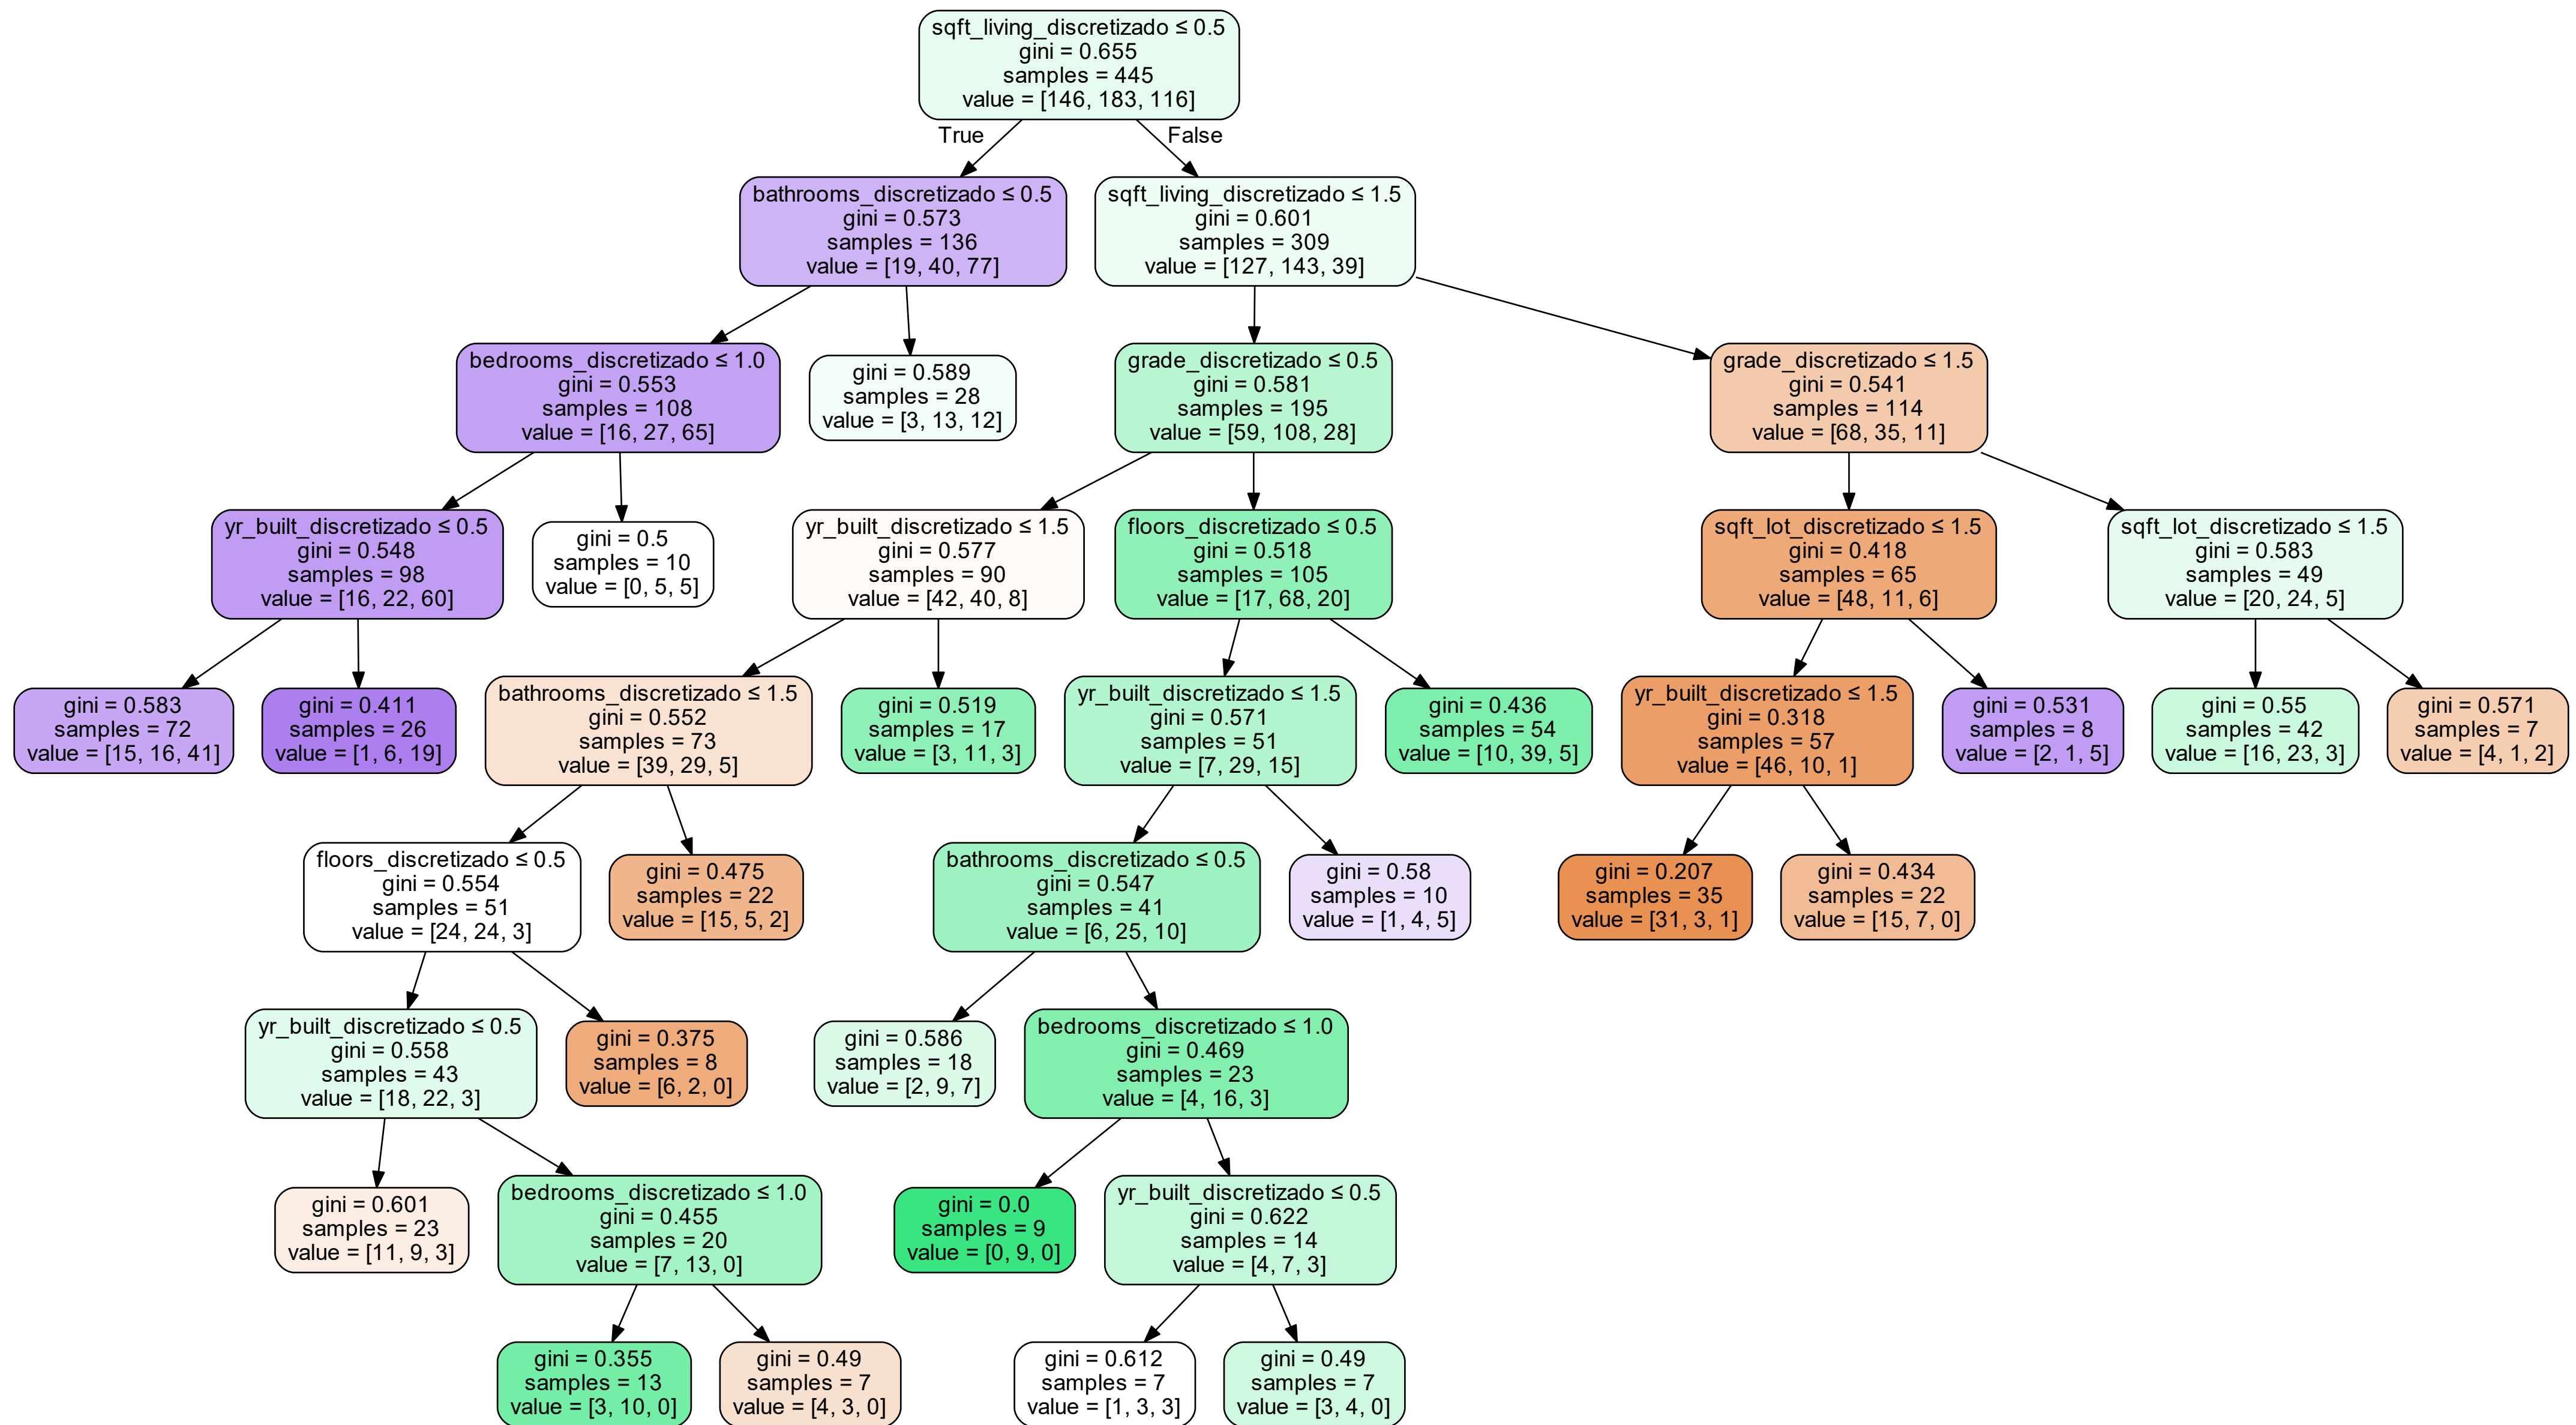 sqft_living_discretizado ≤ 0.5
gini = 0.655
samples = 445
value = [146, 183, 116]
True
False
bathrooms_discretizado ≤ 0.5
gini = 0.573
samples = 136
value = [19, 40, 77]
sqft_living_discretizado ≤ 1.5
gini = 0.601
samples = 309
value = [127, 143, 39]
bedrooms_discretizado ≤ 1.0
gini = 0.553
samples = 108
value = [16, 27, 65]
gini = 0.589
samples = 28
value = [3, 13, 12]
grade_discretizado ≤ 0.5
gini = 0.581
samples = 195
value = [59, 108, 28]
grade_discretizado ≤ 1.5
gini = 0.541
samples = 114
value = [68, 35, 11]
yr_built_discretizado ≤ 0.5
gini = 0.548
samples = 98
value = [16, 22, 60]
gini = 0.5
samples = 10
value = [0, 5, 5]
yr_built_discretizado ≤ 1.5
gini = 0.577
samples = 90
value = [42, 40, 8]
floors_discretizado ≤ 0.5
gini = 0.518
samples = 105
value = [17, 68, 20]
sqft_lot_discretizado ≤ 1.5
gini = 0.418
samples = 65
value = [48, 11, 6]
sqft_lot_discretizado ≤ 1.5
gini = 0.583
samples = 49
value = [20, 24, 5]
gini = 0.583
samples = 72
value = [15, 16, 41]
gini = 0.411
samples = 26
value = [1, 6, 19]
bathrooms_discretizado ≤ 1.5
gini = 0.552
samples = 73
value = [39, 29, 5]
gini = 0.519
samples = 17
value = [3, 11, 3]
yr_built_discretizado ≤ 1.5
gini = 0.571
samples = 51
value = [7, 29, 15]
gini = 0.436
samples = 54
value = [10, 39, 5]
yr_built_discretizado ≤ 1.5
gini = 0.318
samples = 57
value = [46, 10, 1]
gini = 0.531
samples = 8
value = [2, 1, 5]
gini = 0.55
samples = 42
value = [16, 23, 3]
gini = 0.571
samples = 7
value = [4, 1, 2]
floors_discretizado ≤ 0.5
gini = 0.554
samples = 51
value = [24, 24, 3]
gini = 0.475
samples = 22
value = [15, 5, 2]
bathrooms_discretizado ≤ 0.5
gini = 0.547
samples = 41
value = [6, 25, 10]
gini = 0.58
samples = 10
value = [1, 4, 5]
gini = 0.207
samples = 35
value = [31, 3, 1]
gini = 0.434
samples = 22
value = [15, 7, 0]
yr_built_discretizado ≤ 0.5
gini = 0.558
samples = 43
value = [18, 22, 3]
gini = 0.375
samples = 8
value = [6, 2, 0]
gini = 0.586
samples = 18
value = [2, 9, 7]
bedrooms_discretizado ≤ 1.0
gini = 0.469
samples = 23
value = [4, 16, 3]
gini = 0.601
samples = 23
value = [11, 9, 3]
bedrooms_discretizado ≤ 1.0
gini = 0.455
samples = 20
value = [7, 13, 0]
gini = 0.0
samples = 9
value = [0, 9, 0]
yr_built_discretizado ≤ 0.5
gini = 0.622
samples = 14
value = [4, 7, 3]
gini = 0.355
samples = 13
value = [3, 10, 0]
gini = 0.49
samples = 7
value = [4, 3, 0]
gini = 0.612
samples = 7
value = [1, 3, 3]
gini = 0.49
samples = 7
value = [3, 4, 0]